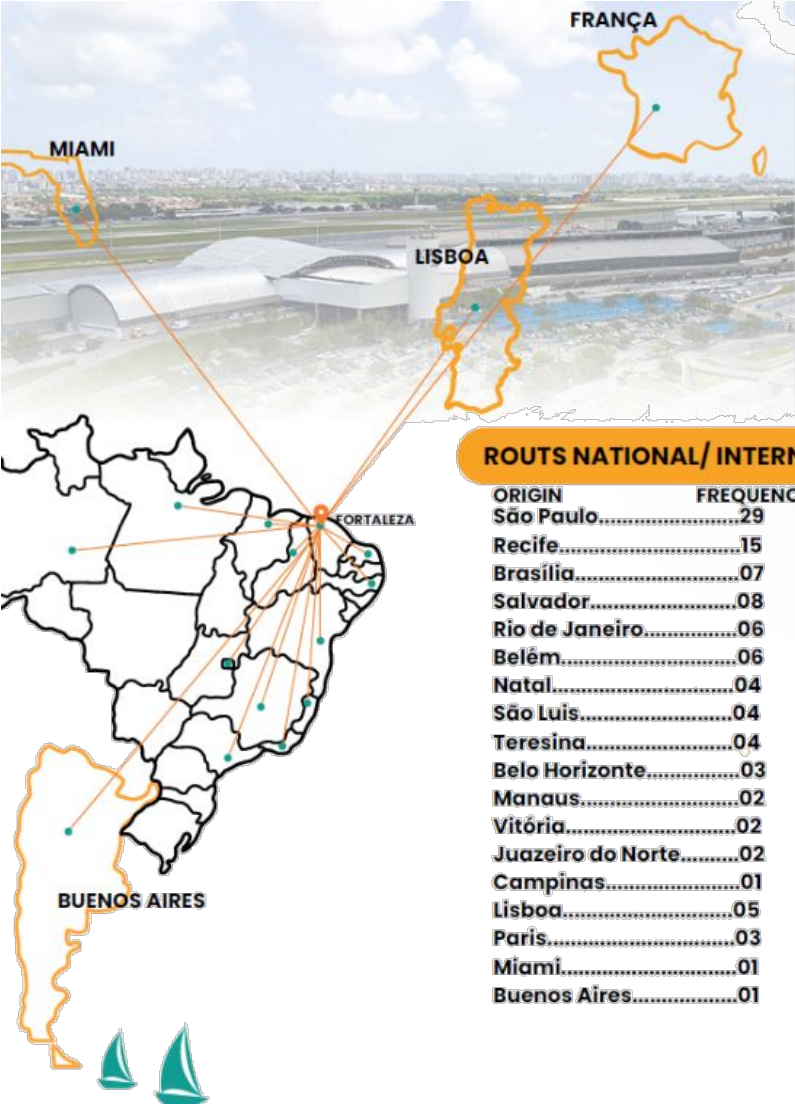 FRANÇA
MIAMI
LISBOA
FORTALEZA
BUENOS AIRES
ROUTS NATIONAL/ INTERN
ORIGIN FREQUENC
São Paulo........................29
Recife...............................15
Brasília............................07
Salvador.........................08
Rio de Janeiro................06
Belém..............................06
Natal...............................04
São Luis..........................04
Teresina.........................04
Belo Horizonte...............03
Manaus..........................02
Vitória.............................02
Juazeiro do Norte..........02
Campinas.......................01
Lisboa.............................05
Paris................................03
Miami..............................01
Buenos Aires..................01